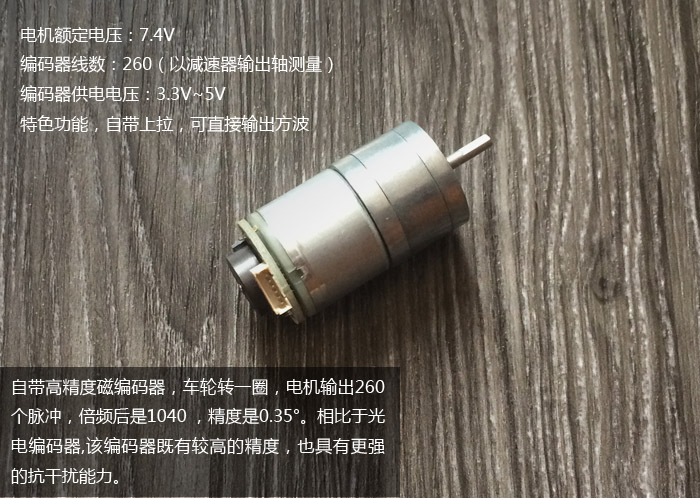 电机额定电压：7.4V
编码器线数：260（以减速器输出轴测量）
编码器供电电压：3.3V~5V
特色功能，自带上拉，可直接输出方波
自带高精度磁编码器，车轮转一圈，电机输出260
个脉冲，倍频后是1040 ，精度是0.35°。相比于光
电编码器,该编码器既有较高的精度，也具有更强
的抗干扰能力。